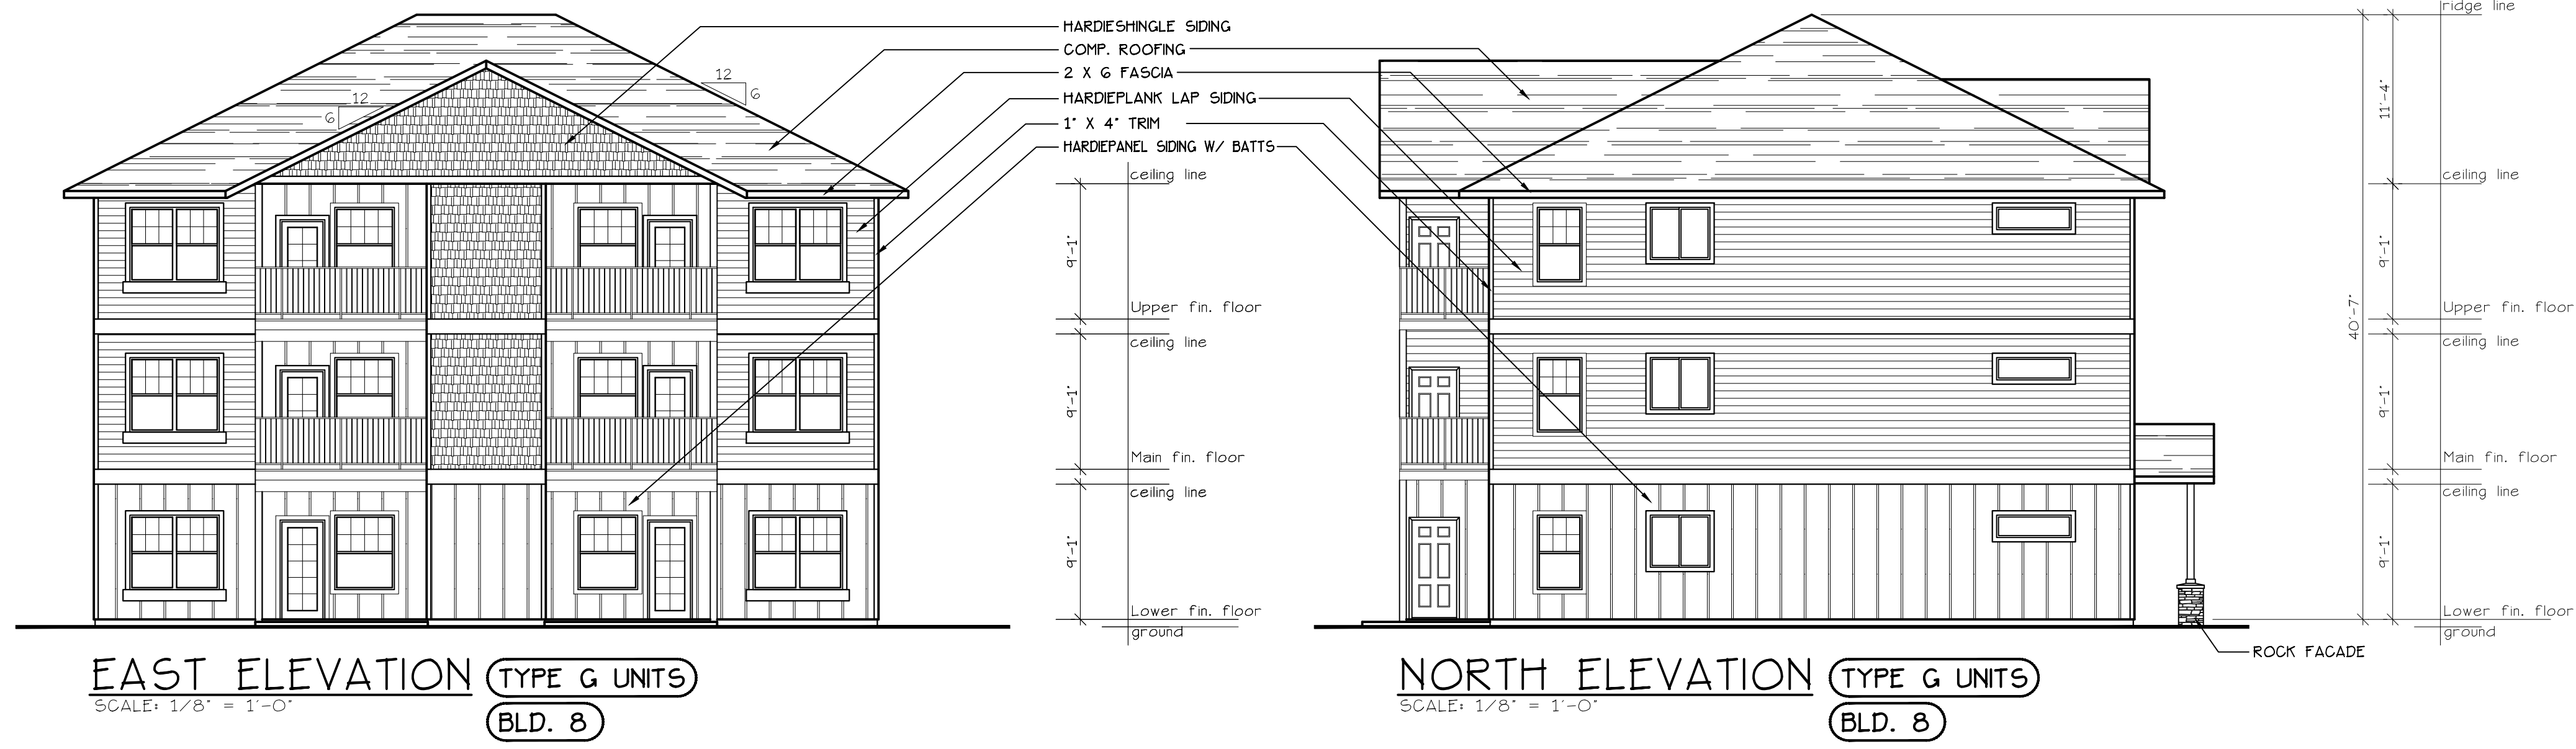 HARDIESHINGLE SIDING
COMP. ROOFING
2 X 6 FASCIA
HARDIEPLANK LAP SIDING
1" X 4" TRIM
HARDIEPANEL SIDING W/ BATTS
12
6
12
6
ceiling line
9'-1"
Upper fin. floor
ceiling line
9'-1"
Main fin. floor
ceiling line
9'-1"
Lower fin. floor
ground
ridge line
11'-4"
ceiling line
9'-1"
Upper fin. floor
40'-7"
ceiling line
9'-1"
Main fin. floor
ceiling line
9'-1"
Lower fin. floor
ground
ROCK FACADE
EAST ELEVATION
TYPE G UNITS
SCALE: 1/8" = 1'-0"
BLD. 8
NORTH ELEVATION
TYPE G UNITS
SCALE: 1/8" = 1'-0"
BLD. 8